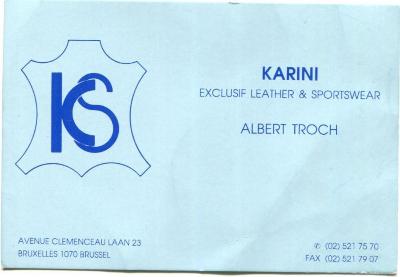 KS
KARINI
EXCLUSIF LEATHER & SPORTSWEAR
ALBERT TROCH
AVENUE CLEMENCEAU LAAN 23
BRUXELLES 1070 BRUSSEL
✆ (02) 521 75 70
FAX (02) 521 79 07